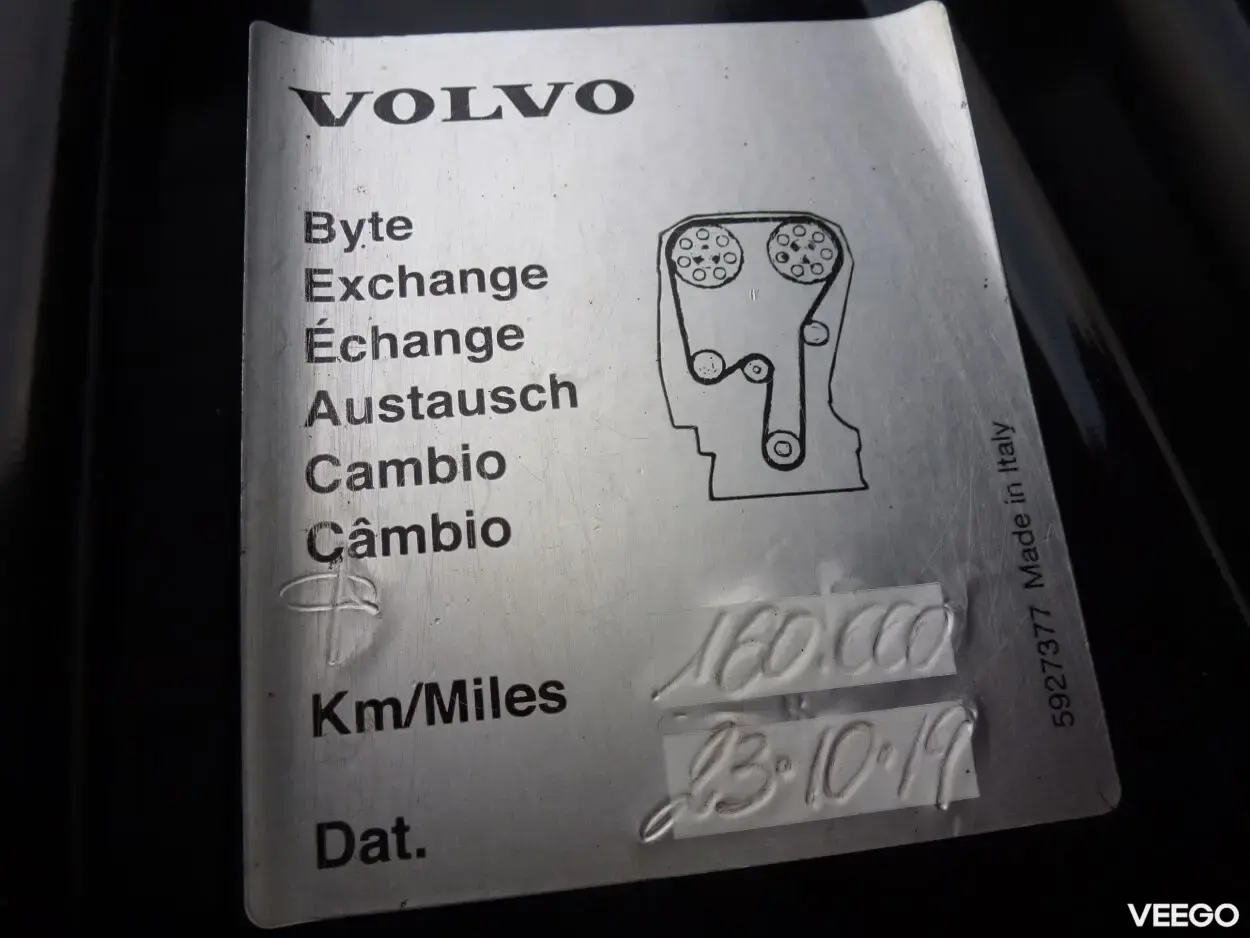 VOLVO
Byte
Exchange
Échange
Austausch
Cambio
Câmbio
Km/Miles 160.000
Dat. 23.10.19
5927377 Made in Italy
VEEGO